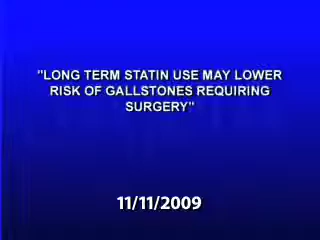 "LONG TERM STATIN USE MAY LOWER
RISK OF GALLSTONES REQUIRING
SURGERY"
11/11/2009